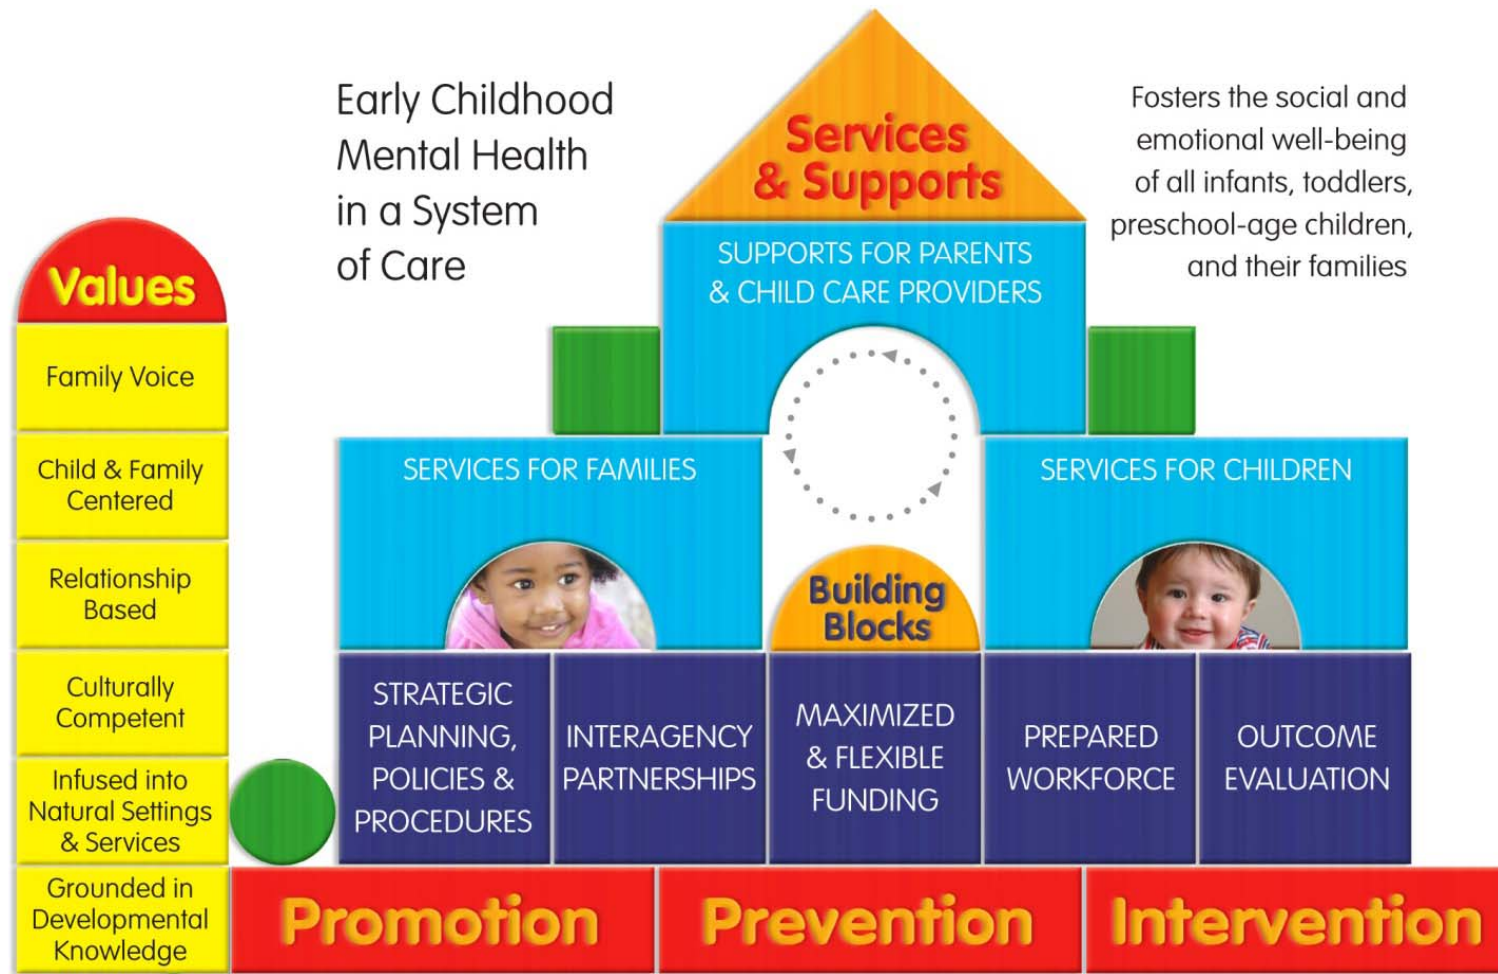 Early Childhood
Mental Health
in a System
of Care
Services
& Supports
Fosters the social and
emotional well-being
of all infants, toddlers,
preschool-age children,
and their families
Values
Family Voice
Child & Family
Centered
Relationship
Based
Culturally
Competent
Infused into
Natural Settings
& Services
Grounded in
Developmental
Knowledge
SUPPORTS FOR PARENTS
& CHILD CARE PROVIDERS
SERVICES FOR FAMILIES
SERVICES FOR CHILDREN
Building
Blocks
STRATEGIC
PLANNING,
POLICIES &
PROCEDURES
INTERAGENCY
PARTNERSHIPS
MAXIMIZED
& FLEXIBLE
FUNDING
PREPARED
WORKFORCE
OUTCOME
EVALUATION
Promotion
Prevention
Intervention